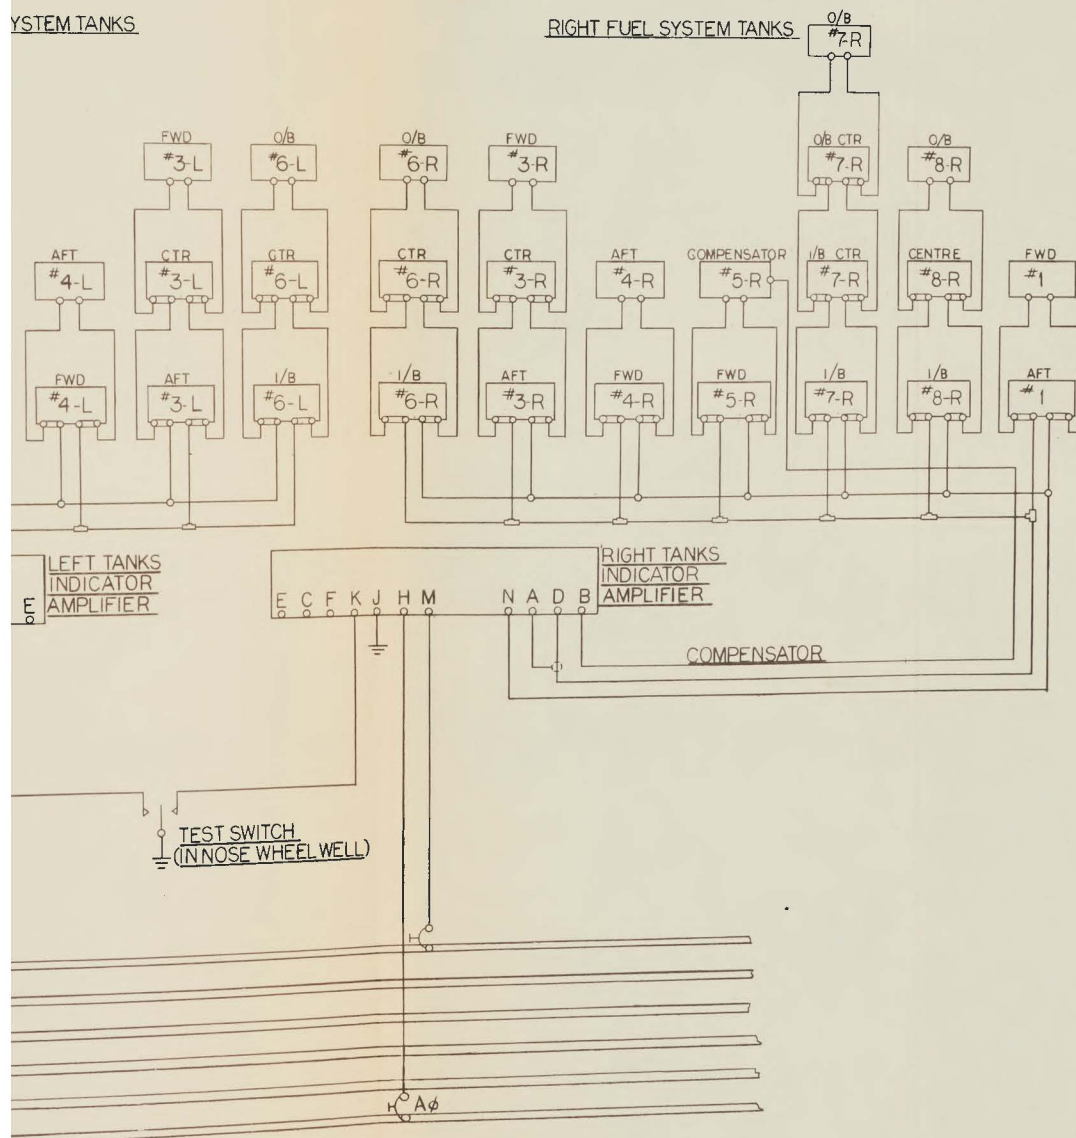 YSTEM TANKS
RIGHT FUEL SYSTEM TANKS
O/B
#7-R
FWD
#3-L
O/B
#6-L
O/B
#6-R
FWD
#3-R
O/B CTR
#7-R
O/B
#8-R
AFT
#4-L
CTR
#3-L
CTR
#6-L
CTR
#6-R
CTR
#3-R
AFT
#4-R
COMPENSATOR
#5-R
I/B CTR
#7-R
CENTRE
#8-R
FWD
#1
FWD
#4-L
AFT
#3-L
I/B
#6-L
I/B
#6-R
AFT
#3-R
FWD
#4-R
FWD
#5-R
I/B
#7-R
I/B
#8-R
AFT
#1
LEFT TANKS
INDICATOR
AMPLIFIER
E
RIGHT TANKS
INDICATOR
AMPLIFIER
E C F K J H M N A D B
COMPENSATOR
TEST SWITCH
(IN NOSE WHEEL WELL)
Aφ